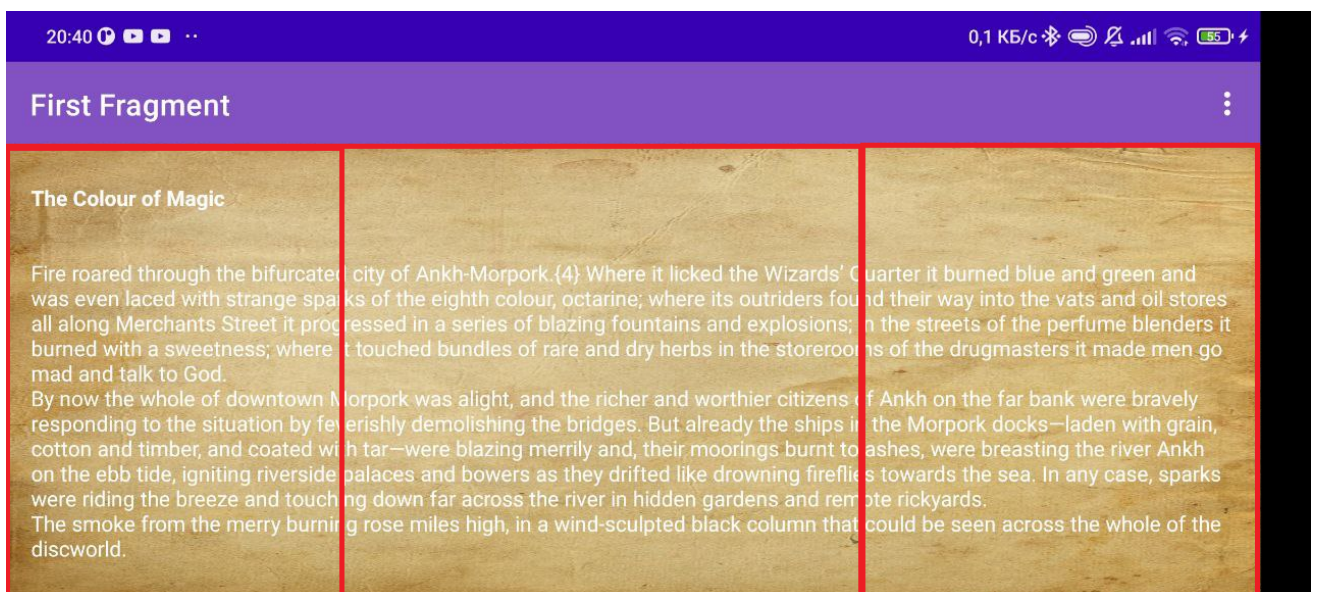 20:40
0,1 КБ/с
55
First Fragment
The Colour of Magic
Fire roared through the bifurcated city of Ankh-Morpork.{4} Where it licked the Wizards’ Quarter it burned blue and green and
was even laced with strange sparks of the eighth colour, octarine; where its outriders found their way into the vats and oil stores
all along Merchants Street it progressed in a series of blazing fountains and explosions; in the streets of the perfume blenders it
burned with a sweetness; where it touched bundles of rare and dry herbs in the storerooms of the drugmasters it made men go
mad and talk to God.
By now the whole of downtown Morpork was alight, and the richer and worthier citizens of Ankh on the far bank were bravely
responding to the situation by feverishly demolishing the bridges. But already the ships in the Morpork docks—laden with grain,
cotton and timber, and coated with tar—were blazing merrily and, their moorings burnt to ashes, were breasting the river Ankh
on the ebb tide, igniting riverside palaces and bowers as they drifted like drowning fireflies towards the sea. In any case, sparks
were riding the breeze and touching down far across the river in hidden gardens and remote rickyards.
The smoke from the merry burning rose miles high, in a wind-sculpted black column that could be seen across the whole of the
discworld.